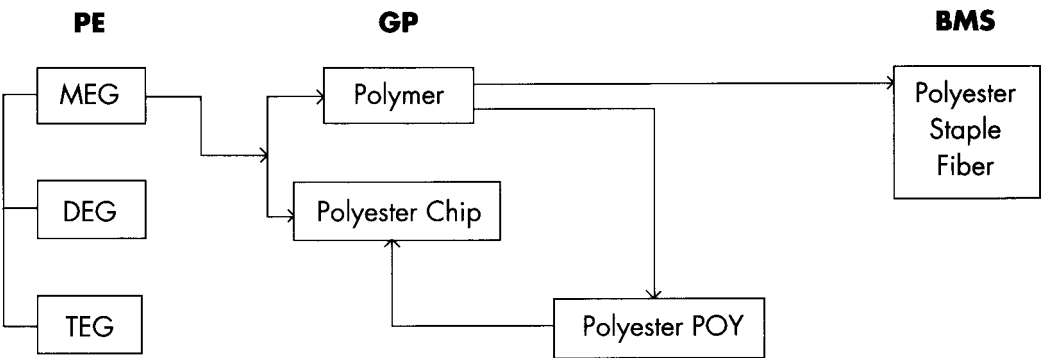 PE
GP
BMS
MEG
Polymer
Polyester
Staple
Fiber
DEG
Polyester Chip
TEG
Polyester POY